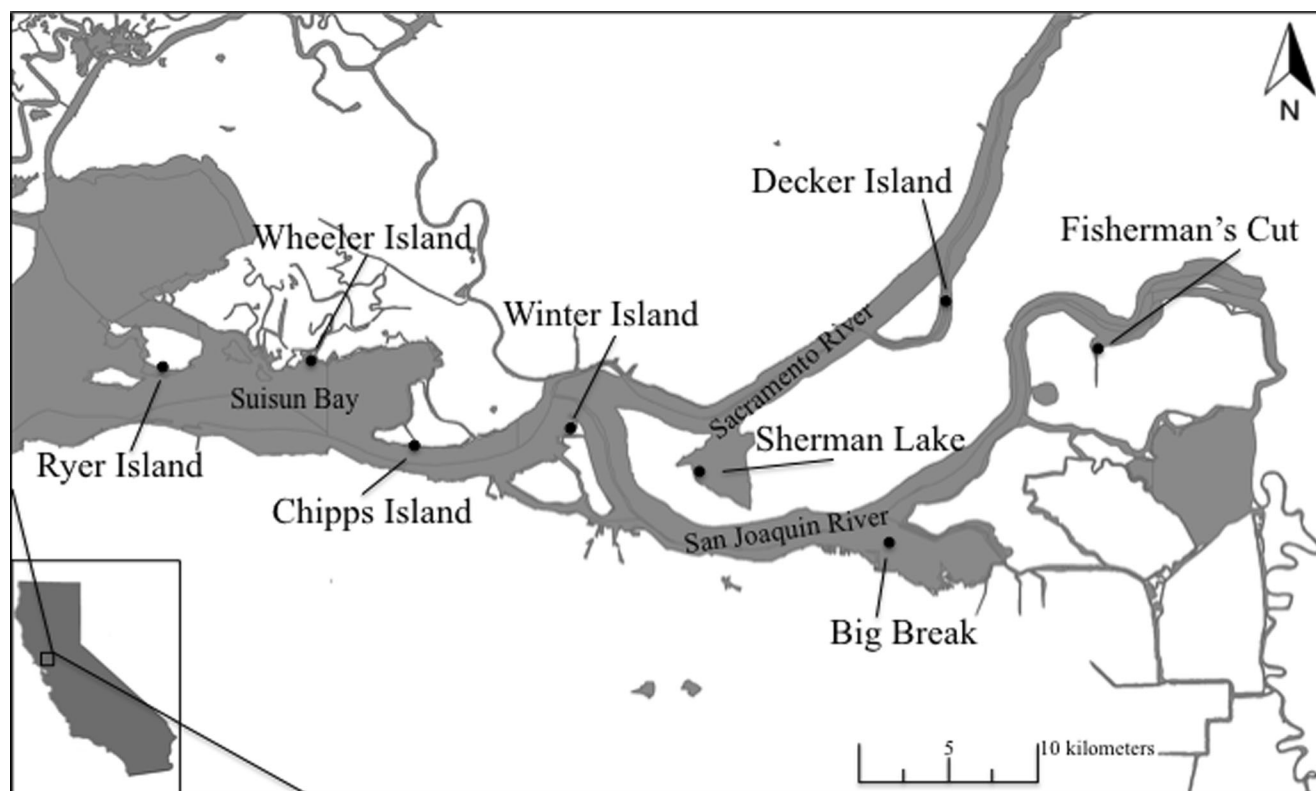 N
Decker Island
Fisherman's Cut
Wheeler Island
Winter Island
Sacramento River
Suisun Bay
Sherman Lake
Ryer Island
Chipps Island
San Joaquin River
Big Break
5
10 kilometers